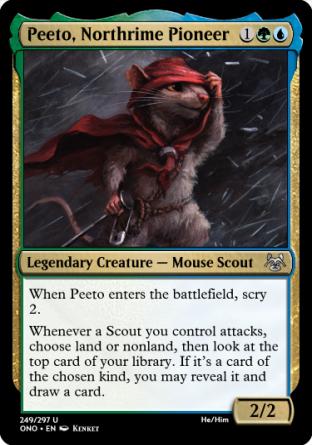 Peeto, Northrime Pioneer 1
Legendary Creature — Mouse Scout
When Peeto enters the battlefield, scry
2.
Whenever a Scout you control attacks,
choose land or nonland, then look at the
top card of your library. If it's a card of
the chosen kind, you may reveal it and
draw a card.
2/2
249/297 U He/Him
ONO • EN KENKET